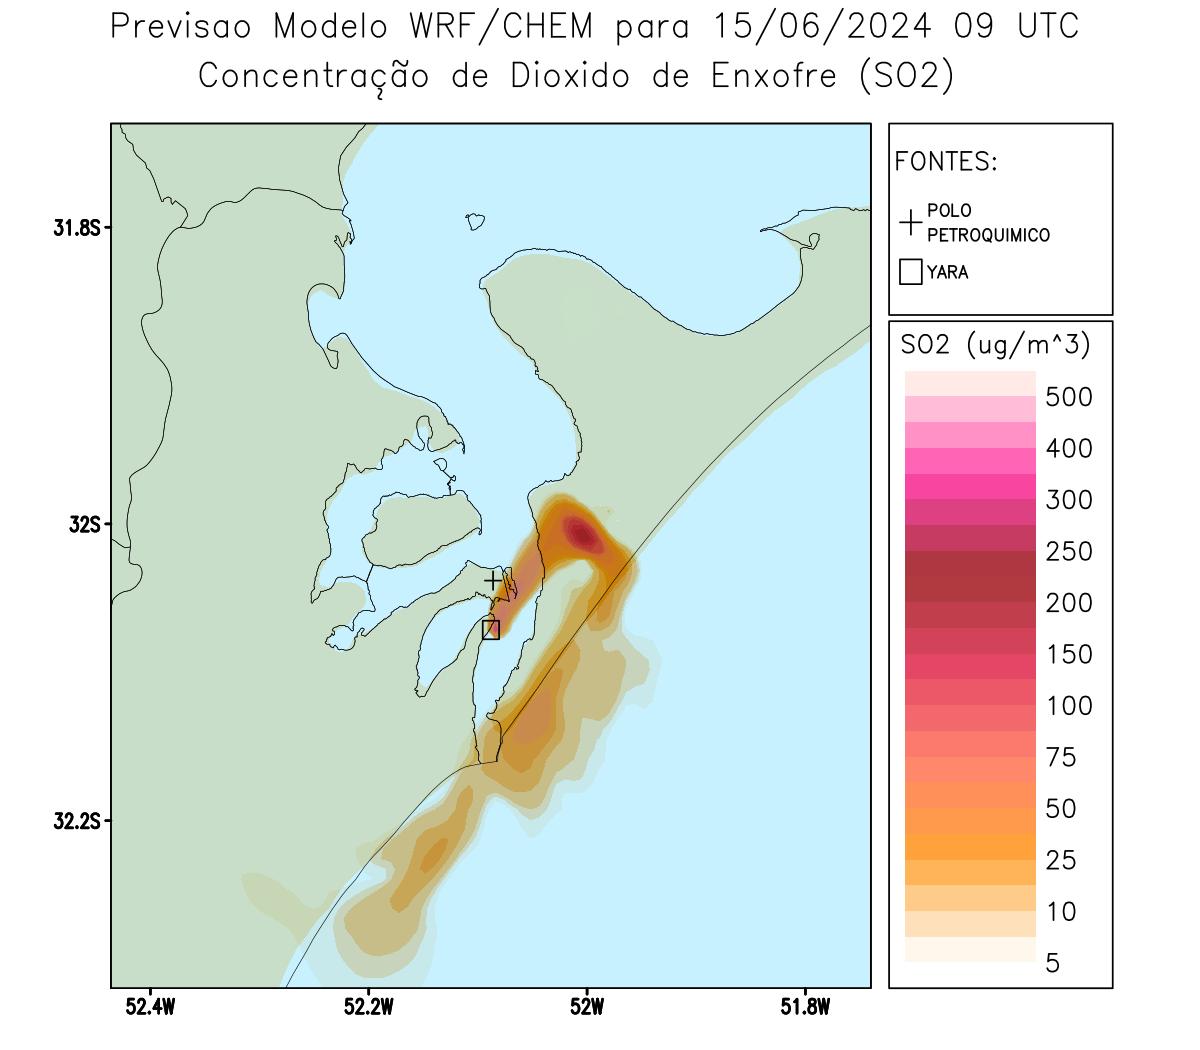 Previsao Modelo WRF/CHEM para 15/06/2024 09 UTC
Concentração de Dioxido de Enxofre (SO2)
FONTES:
POLO
PETROQUIMICO
YARA
SO2 (ug/m^3)
500
400
300
250
200
150
100
75
50
25
10
5
31.8S
32S
32.2S
52.4W
52.2W
52W
51.8W